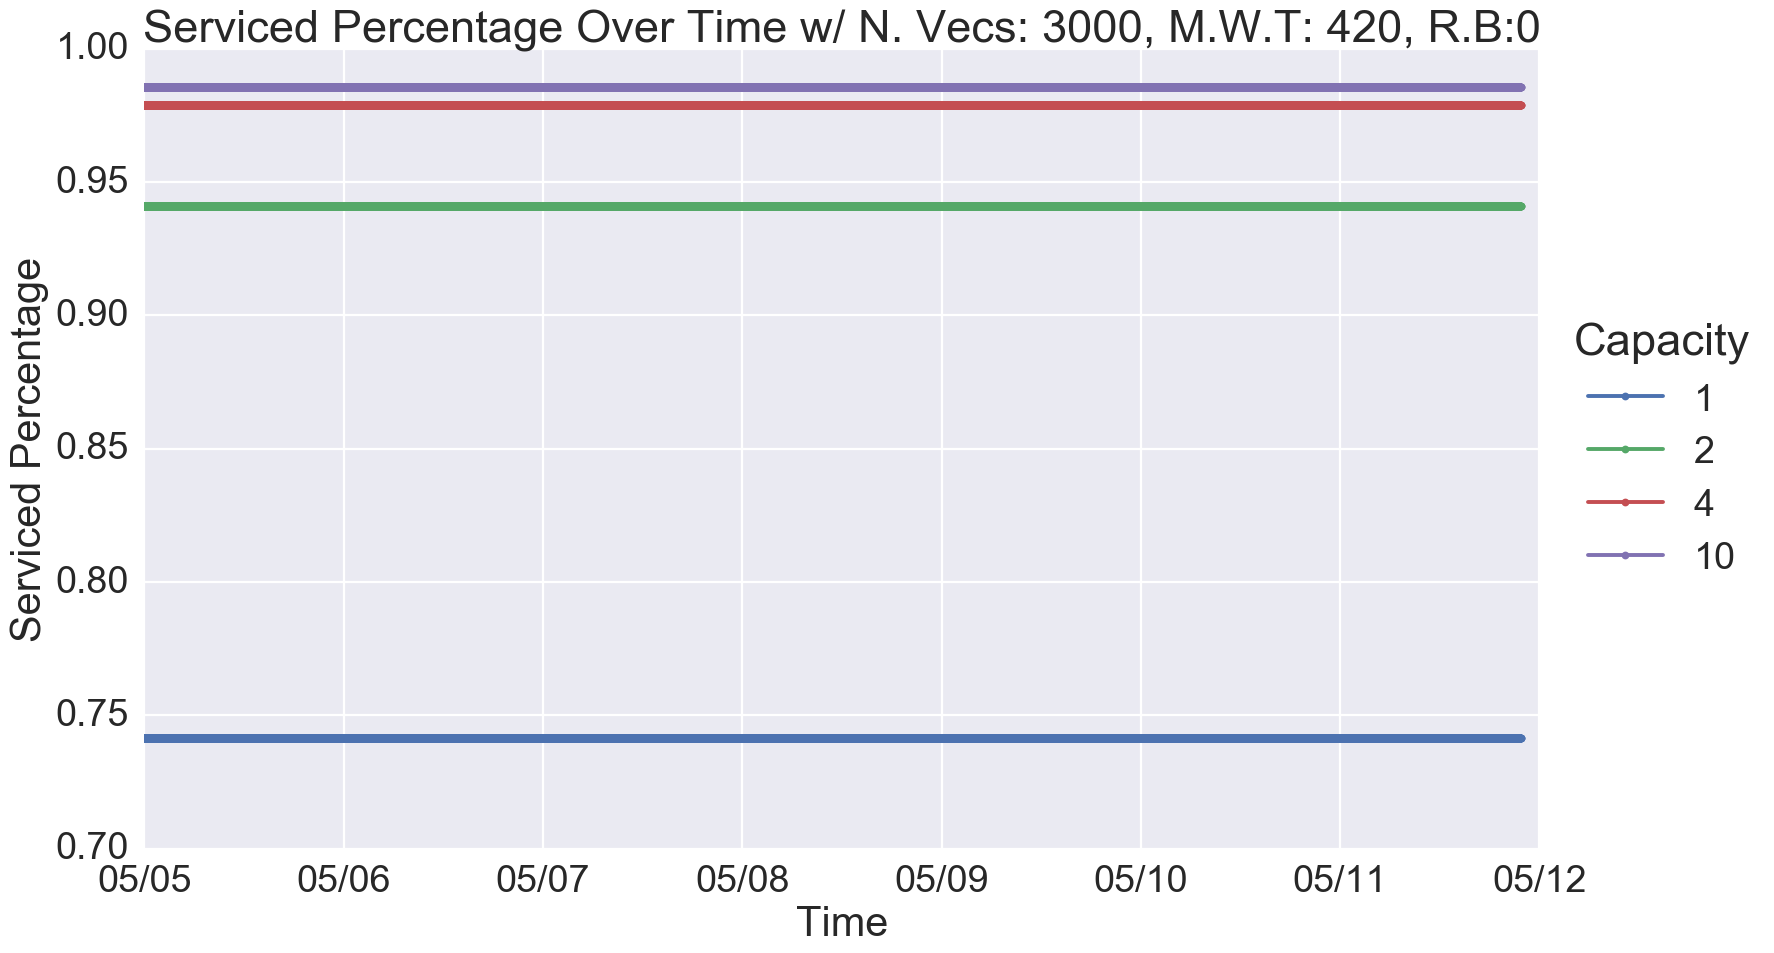 Serviced Percentage Over Time w/ N. Vecs: 3000, M.W.T: 420, R.B:0
Serviced Percentage
1.00
0.95
0.90
0.85
0.80
0.75
0.70
05/05 05/06 05/07 05/08 05/09 05/10 05/11 05/12
Time
Capacity
1
2
4
10